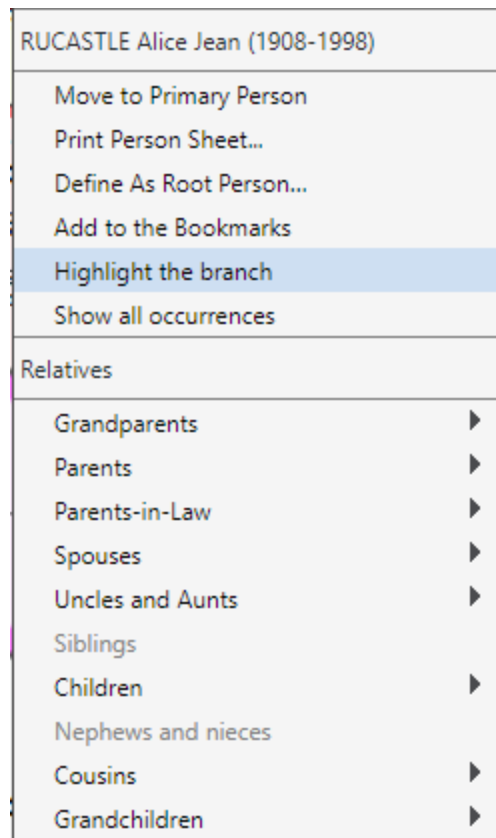 RUCASTLE Alice Jean (1908-1998)
Move to Primary Person
Print Person Sheet...
Define As Root Person...
Add to the Bookmarks
Highlight the branch
Show all occurrences
Relatives
Grandparents
Parents
Parents-in-Law
Spouses
Uncles and Aunts
Siblings
Children
Nephews and nieces
Cousins
Grandchildren